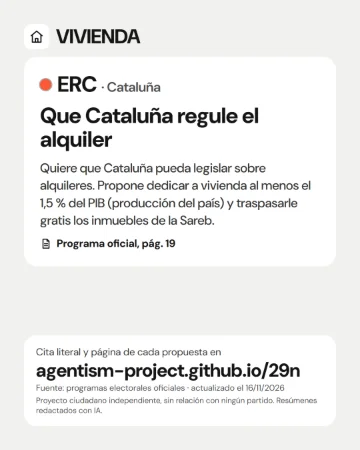 VIVIENDA
ERC · Cataluña
Que Cataluña regule el
alquiler
Quiere que Cataluña pueda legislar sobre
alquileres. Propone dedicar a vivienda al menos el
1,5 % del PIB (producción del país) y traspasarle
gratis los inmuebles de la Sareb.
Programa oficial, pág. 19
Cita literal y página de cada propuesta en
agentism-project.github.io/29n
Fuente: programas electorales oficiales · actualizado el 16/11/2026
Proyecto ciudadano independiente, sin relación con ningún partido. Resúmenes
redactados con IA.